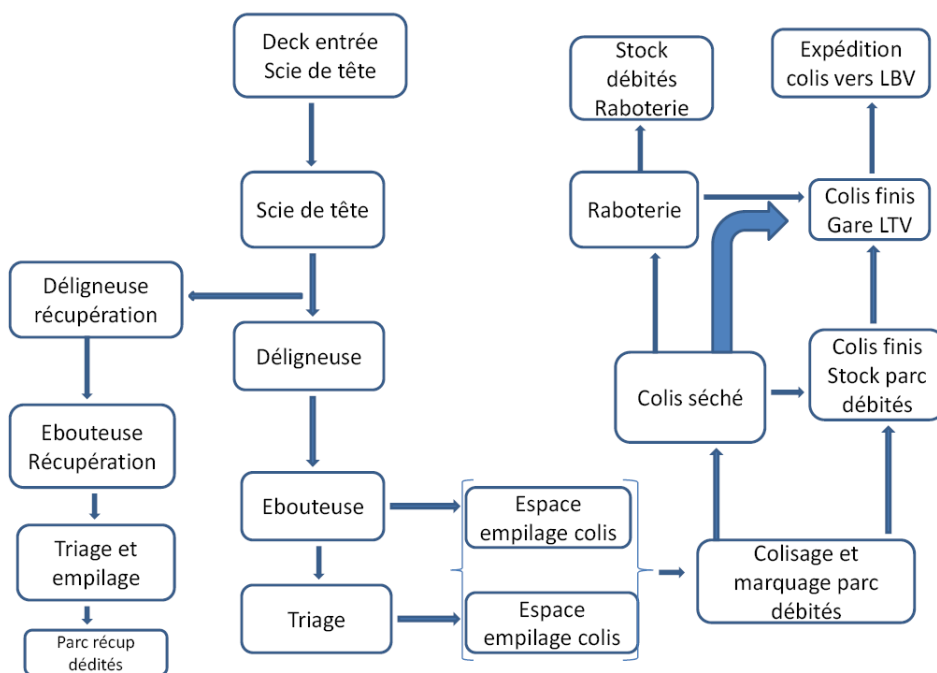 Deck entrée
Scie de tête
Scie de tête
Déligneuse
récupération
Déligneuse
Ebouteuse
Récupération
Ebouteuse
Triage et
empilage
Triage
Parc récup
dédités
Espace
empilage colis
Espace
empilage colis
Stock
débités
Raboterie
Expédition
colis vers LBV
Raboterie
Colis finis
Gare LTV
Colis séché
Colis finis
Stock parc
débités
Colisage et
marquage parc
débités